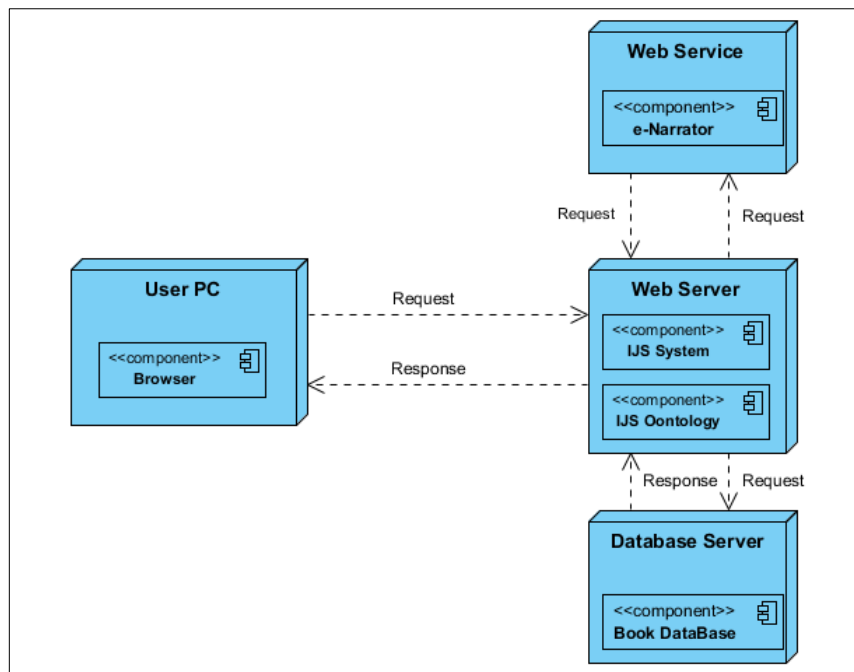 Web Service
<<component>>
e-Narrator
Request
Request
User PC
<<component>>
Browser
Request
Response
Web Server
<<component>>
IJS System
<<component>>
IJS Oontology
Response
Request
Database Server
<<component>>
Book DataBase